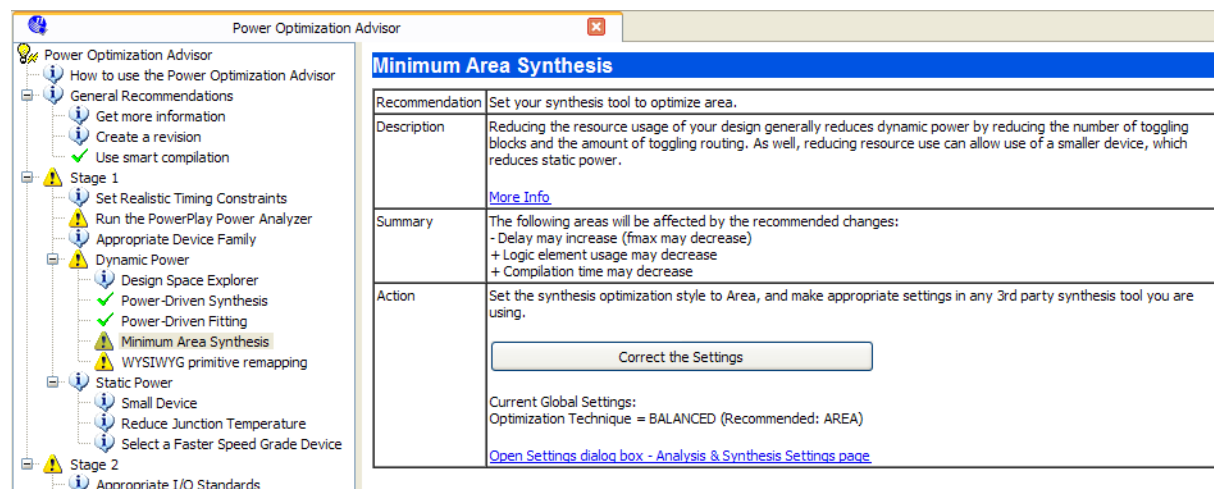 Power Optimization Advisor
Power Optimization Advisor
How to use the Power Optimization Advisor
General Recommendations
Get more information
Create a revision
Use smart compilation
Stage 1
Set Realistic Timing Constraints
Run the PowerPlay Power Analyzer
Appropriate Device Family
Dynamic Power
Design Space Explorer
Power-Driven Synthesis
Power-Driven Fitting
Minimum Area Synthesis
WYSIWYG primitive remapping
Static Power
Small Device
Reduce Junction Temperature
Select a Faster Speed Grade Device
Stage 2
Appropriate I/O Standards
Minimum Area Synthesis
Recommendation Set your synthesis tool to optimize area.
Description Reducing the resource usage of your design generally reduces dynamic power by reducing the number of toggling
blocks and the amount of toggling routing. As well, reducing resource use can allow use of a smaller device, which
reduces static power.
More Info
Summary The following areas will be affected by the recommended changes:
- Delay may increase (fmax may decrease)
+ Logic element usage may decrease
+ Compilation time may decrease
Action Set the synthesis optimization style to Area, and make appropriate settings in any 3rd party synthesis tool you are
using.
Correct the Settings
Current Global Settings:
Optimization Technique = BALANCED (Recommended: AREA)
Open Settings dialog box - Analysis & Synthesis Settings page